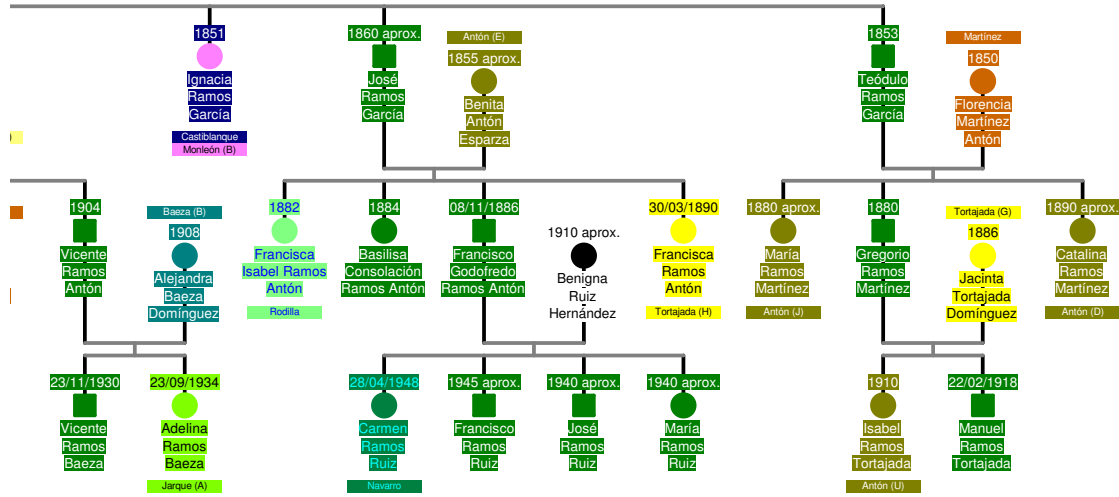 1851
Ignacia
Ramos
García
Castiblanque
Monleón (B)
1860 aprox.
José
Ramos
García
Antón (E)
1855 aprox.
Benita
Antón
Esparza
1853
Teódulo
Ramos
García
Martínez
1850
Florencia
Martínez
Antón
1904
Vicente
Ramos
Antón
Baeza (B)
1908
Alejandra
Baeza
Domínguez
1882
Francisca
Isabel Ramos
Antón
Rodilla
1884
Basilisa
Consolación
Ramos Antón
08/11/1886
Francisco
Godofredo
Ramos Antón
1910 aprox.
Benigna
Ruiz
Hernández
30/03/1890
Francisca
Ramos
Antón
Tortajada (H)
1880 aprox.
María
Ramos
Martínez
Antón (J)
1880
Gregorio
Ramos
Martínez
Tortajada (G)
1886
Jacinta
Tortajada
Domínguez
1890 aprox.
Catalina
Ramos
Martínez
Antón (D)
23/11/1930
Vicente
Ramos
Baeza
23/09/1934
Adelina
Ramos
Baeza
Jarque (A)
28/04/1948
Carmen
Ramos
Ruiz
Navarro
1945 aprox.
Francisco
Ramos
Ruiz
1940 aprox.
José
Ramos
Ruiz
1940 aprox.
María
Ramos
Ruiz
1910
Isabel
Ramos
Tortajada
Antón (U)
22/02/1918
Manuel
Ramos
Tortajada